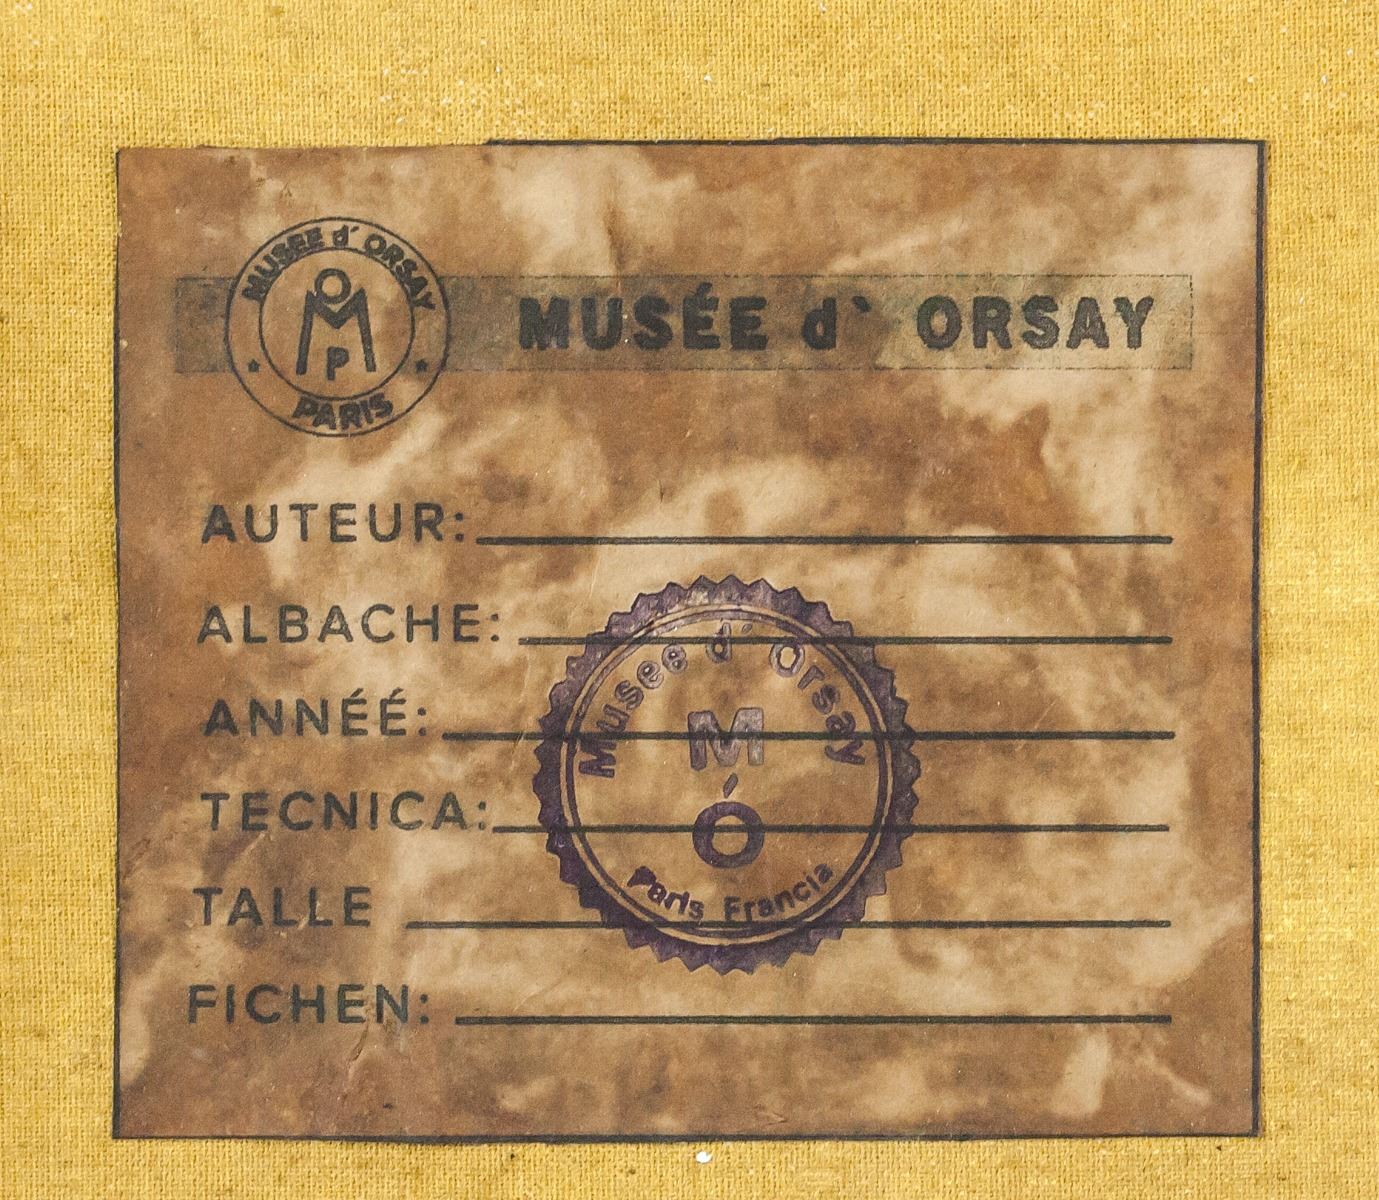 MUSEE d´ ORSAY
O
M
P
PARIS
MUSÉE d` ORSAY
AUTEUR:
ALBACHE:
ANNÉÉ:
TECNICA:
TALLE
FICHEN:
Musee d´ Orsay
M
Ó
Paris Francia